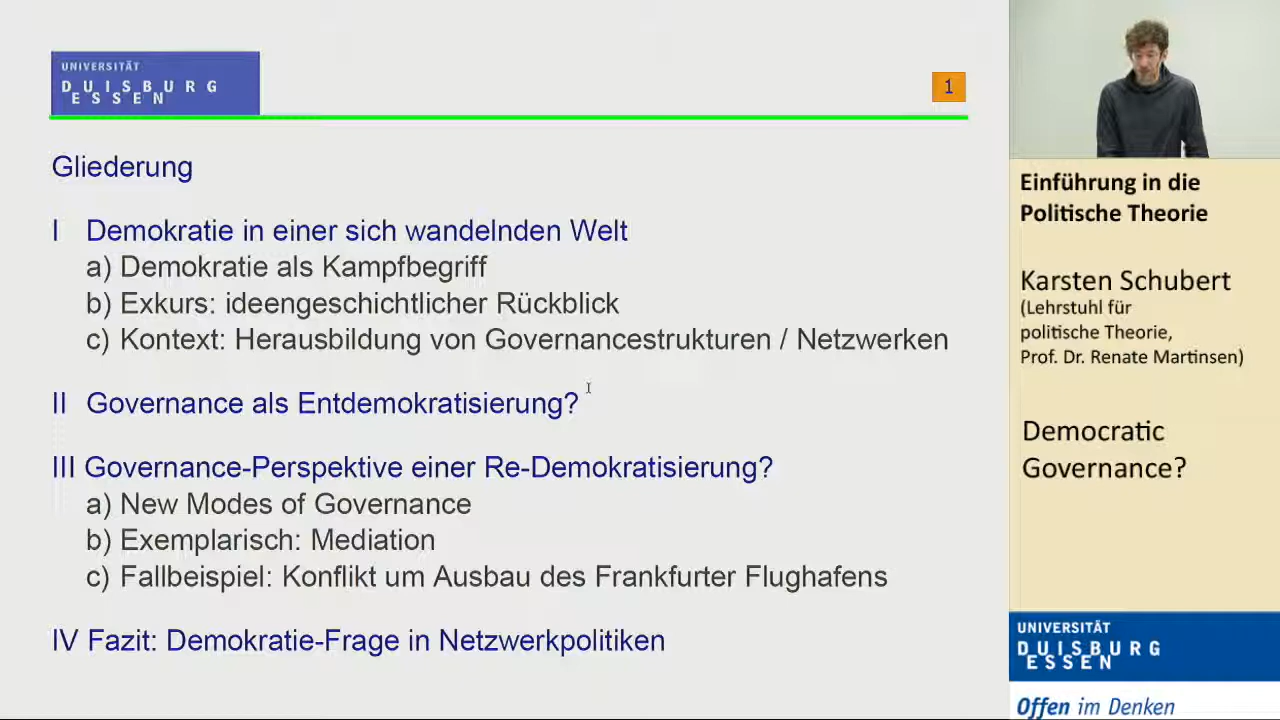 UNIVERSITÄT
DUISBURG
ESSEN
1
Gliederung
I Demokratie in einer sich wandelnden Welt
a) Demokratie als Kampfbegriff
b) Exkurs: ideengeschichtlicher Rückblick
c) Kontext: Herausbildung von Governancestrukturen / Netzwerken
II Governance als Entdemokratisierung?
III Governance-Perspektive einer Re-Demokratisierung?
a) New Modes of Governance
b) Exemplarisch: Mediation
c) Fallbeispiel: Konflikt um Ausbau des Frankfurter Flughafens
IV Fazit: Demokratie-Frage in Netzwerkpolitiken
Einführung in die
Politische Theorie
Karsten Schubert
(Lehrstuhl für
politische Theorie,
Prof. Dr. Renate Martinsen)
Democratic
Governance?
UNIVERSITÄT
DUISBURG
ESSEN
Offen im Denken